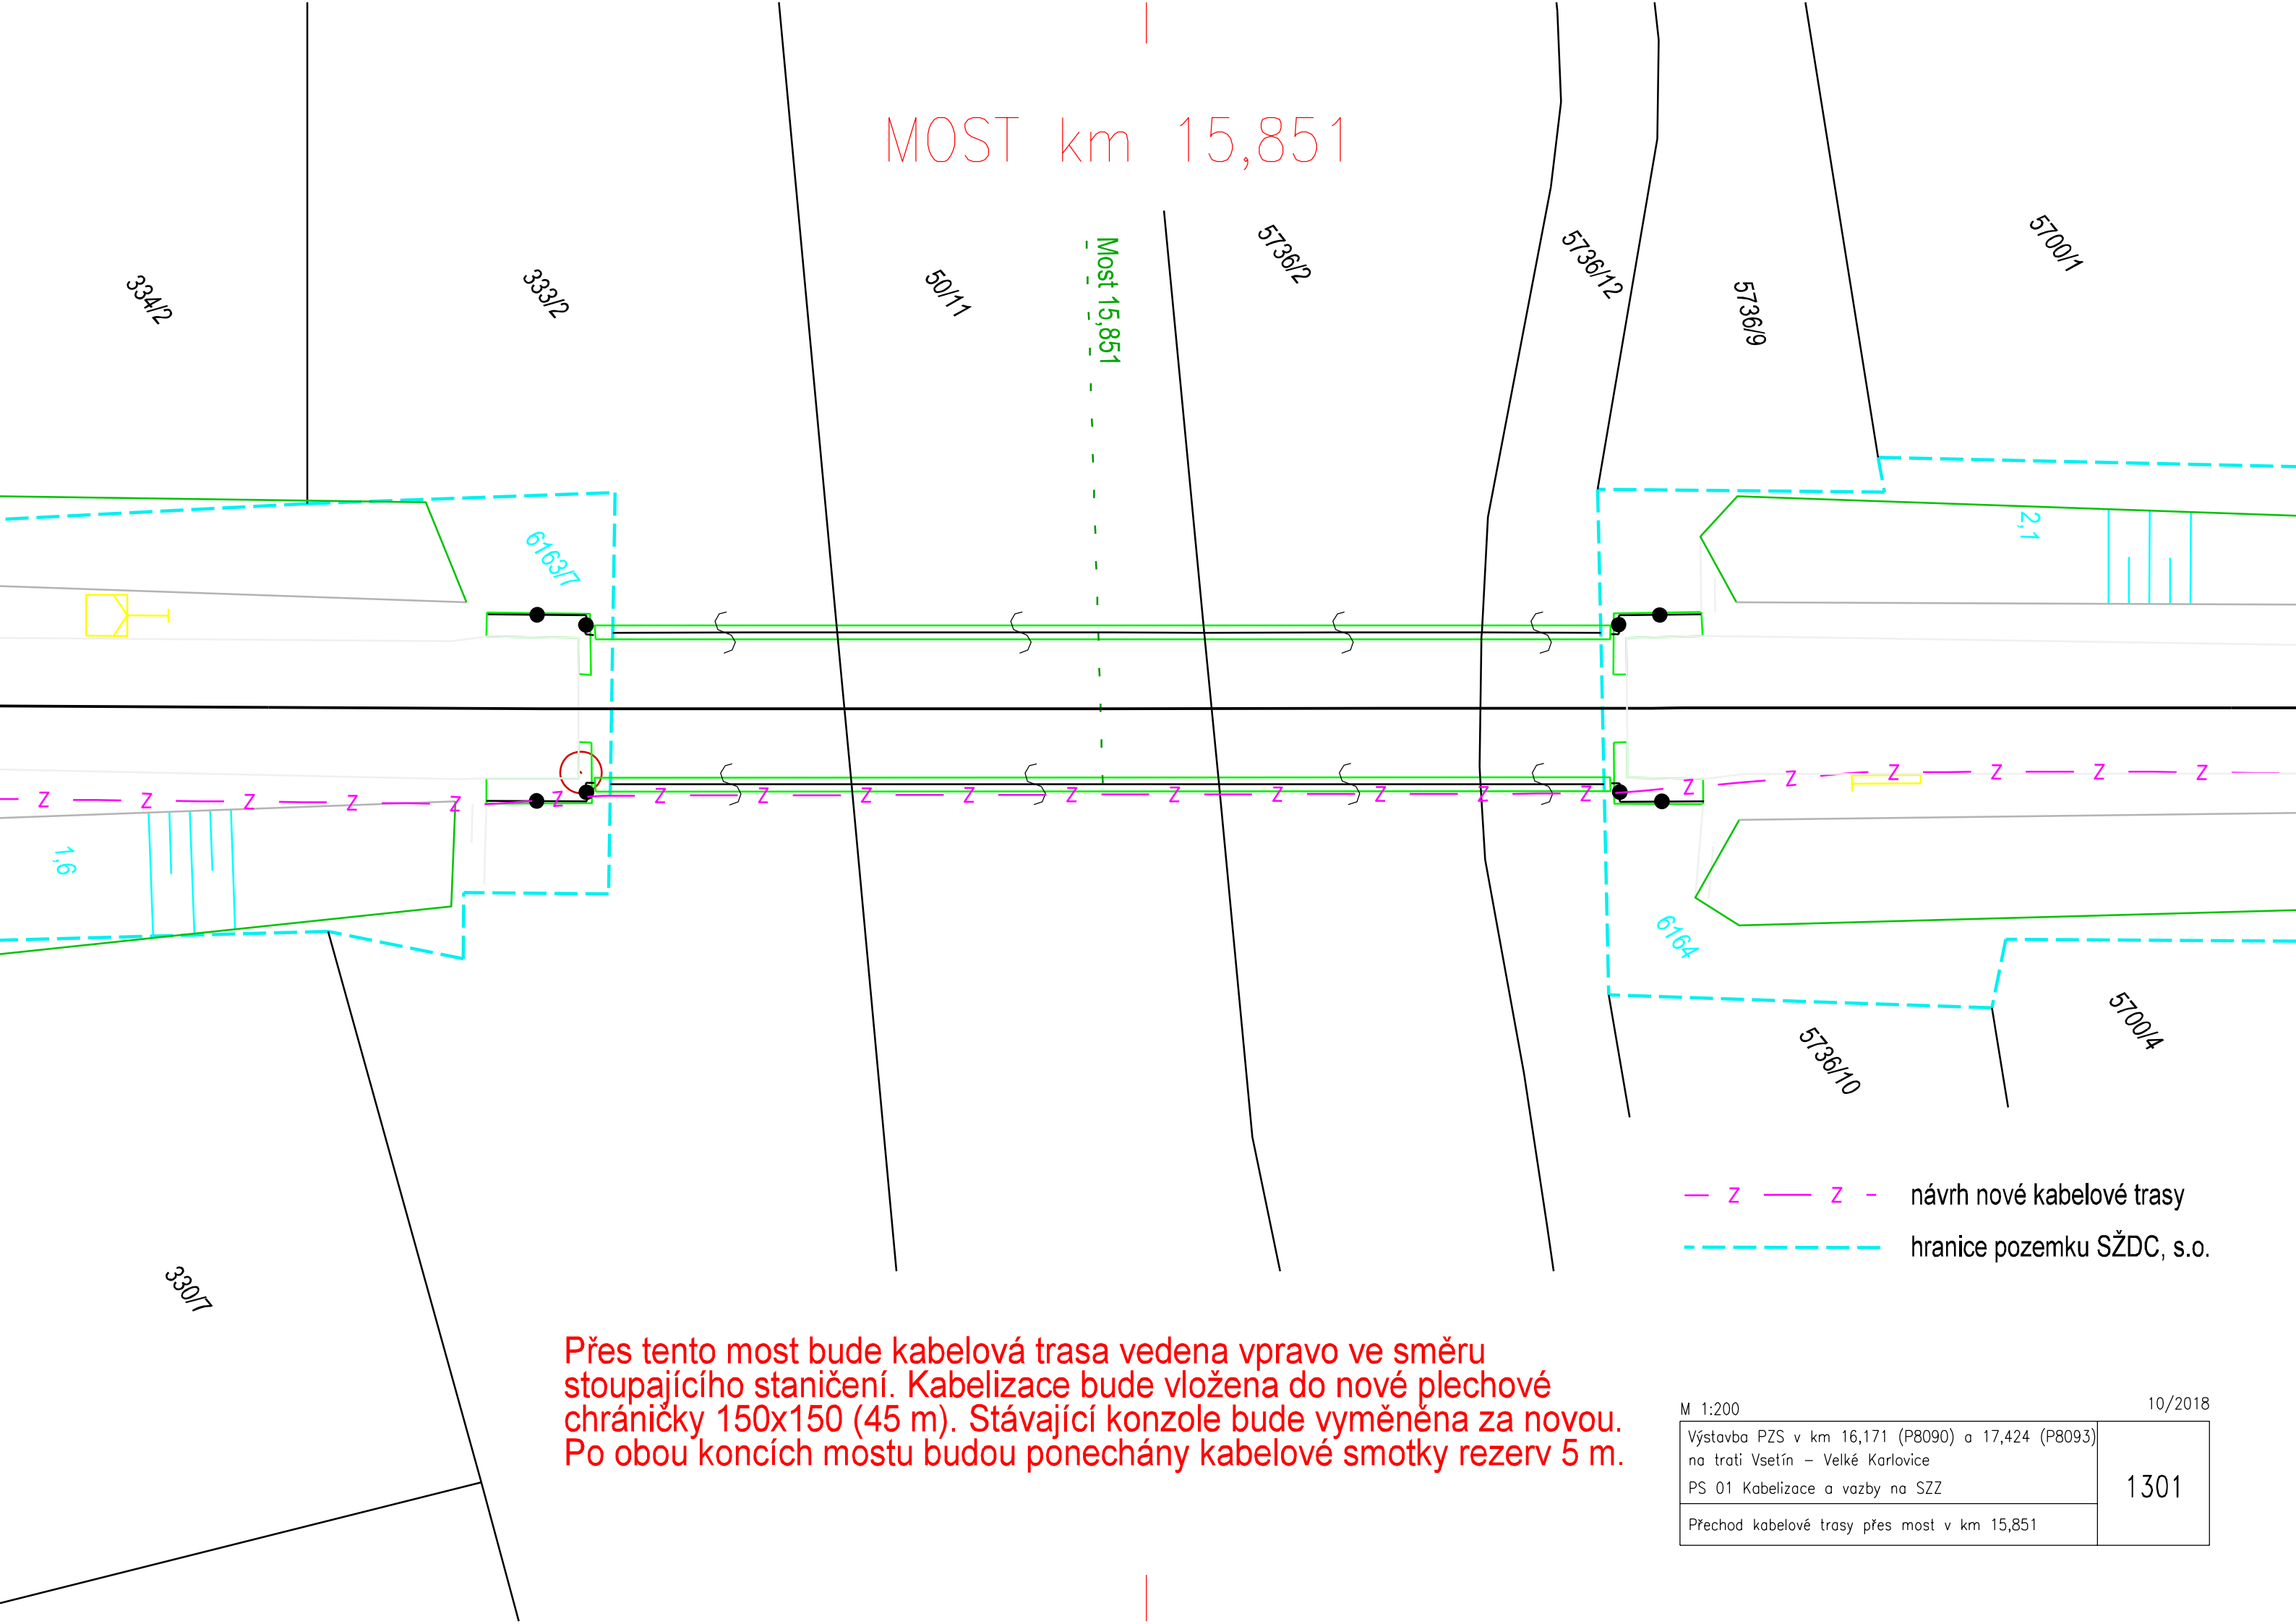 MOST km 15,851
Most 15,851
334/2
333/2
50/11
5736/2
5736/12
5736/9
5700/1
6163/7
2,1
1,6
Z Z Z Z Z Z Z Z Z Z Z Z Z Z Z Z Z Z Z Z Z Z
6164
5736/10
5700/4
330/7
Z Z návrh nové kabelové trasy
hranice pozemku SŽDC, s.o.
Přes tento most bude kabelová trasa vedena vpravo ve směru
stoupajícího staničení. Kabelizace bude vložena do nové plechové
chráničky 150x150 (45 m). Stávající konzole bude vyměněna za novou.
Po obou koncích mostu budou ponechány kabelové smotky rezerv 5 m.
M 1:200
10/2018
Výstavba PZS v km 16,171 (P8090) a 17,424 (P8093)
na trati Vsetín – Velké Karlovice
PS 01 Kabelizace a vazby na SZZ
1301
Přechod kabelové trasy přes most v km 15,851